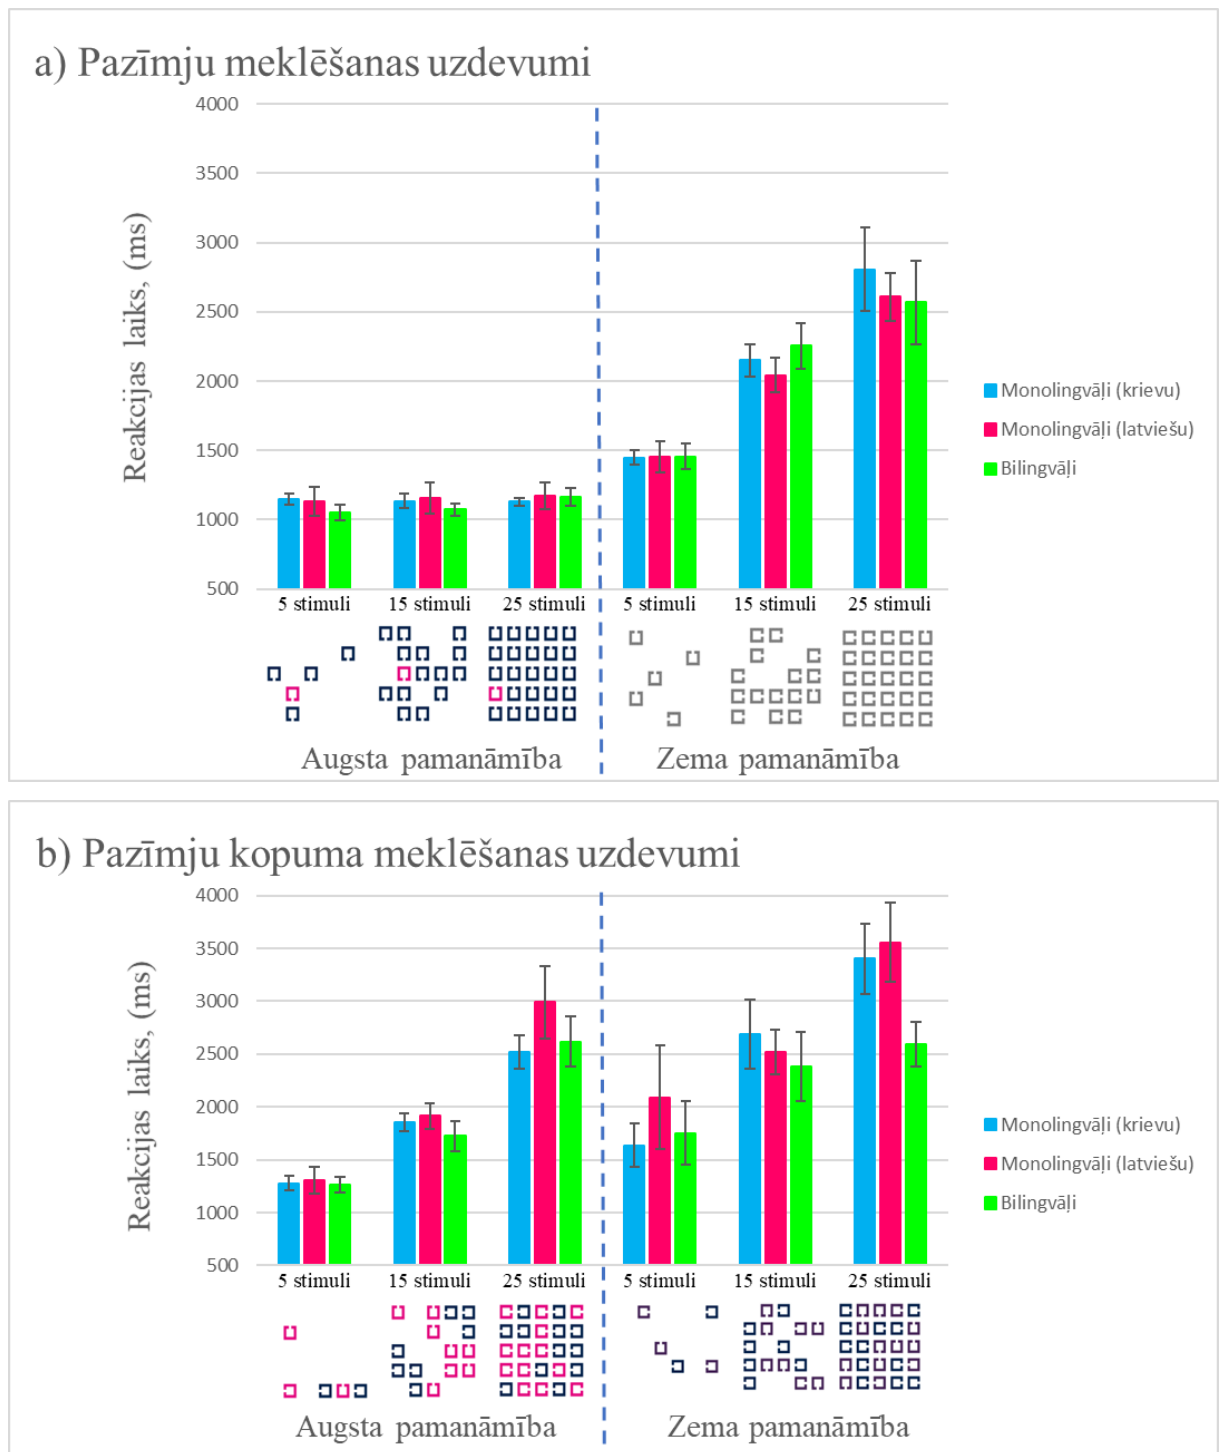 a) Pazīmju meklēšanas uzdevumi
Reakcijas laiks, (ms)
4000
3500
3000
2500
2000
1500
1000
500
5 stimuli 15 stimuli 25 stimuli 5 stimuli 15 stimuli 25 stimuli
Augsta pamanāmība Zema pamanāmība
Monolingvāļi (krievu)
Monolingvāļi (latviešu)
Bilingvāļi
b) Pazīmju kopuma meklēšanas uzdevumi
Reakcijas laiks, (ms)
4000
3500
3000
2500
2000
1500
1000
500
5 stimuli 15 stimuli 25 stimuli 5 stimuli 15 stimuli 25 stimuli
Augsta pamanāmība Zema pamanāmība
Monolingvāļi (krievu)
Monolingvāļi (latviešu)
Bilingvāļi